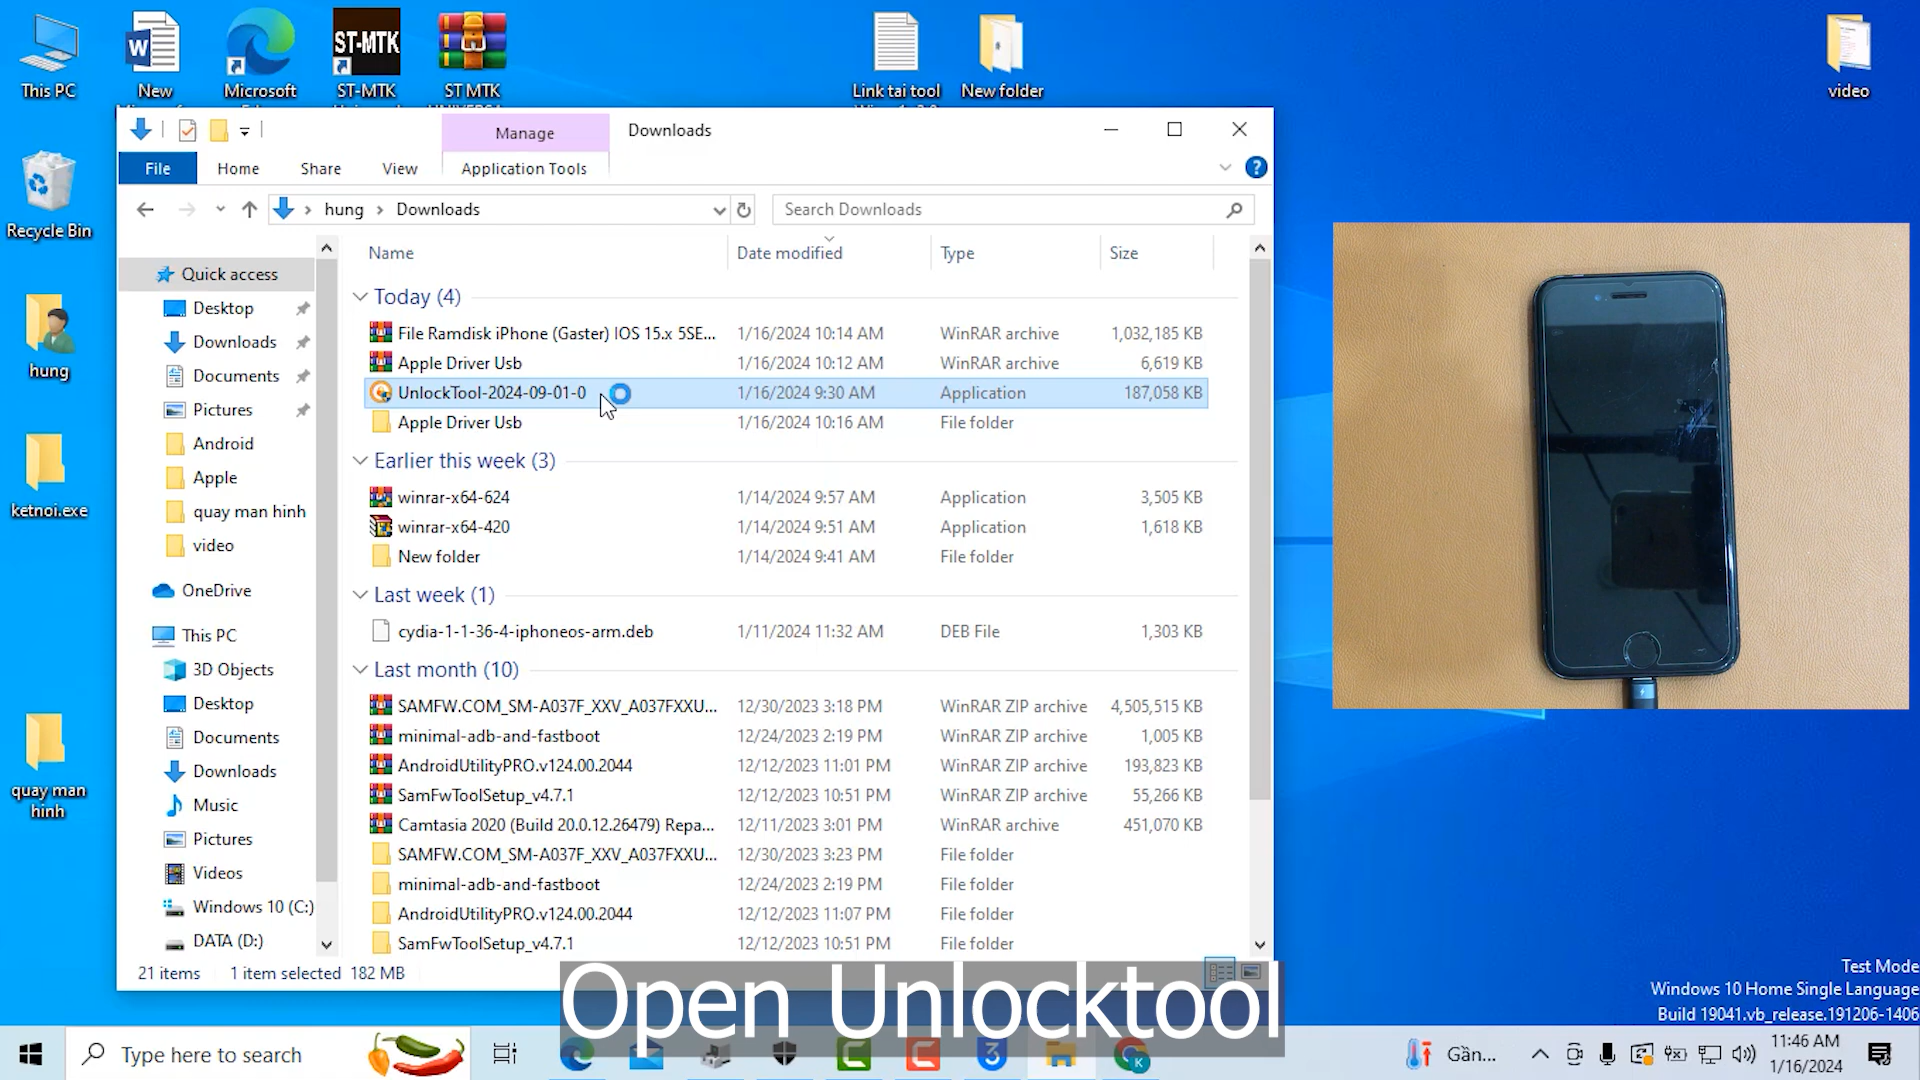 This PC
New
Microsoft
ST-MTK
ST-MTK
ST MTK
Link tai tool
New folder
video
Recycle Bin
hung
ketnoi.exe
quay man
hinh
Manage
Downloads
File
Home
Share
View
Application Tools
hung
Downloads
Search Downloads
Name
Date modified
Type
Size
Quick access
Desktop
Downloads
Documents
Pictures
Android
Apple
quay man hinh
video
OneDrive
This PC
3D Objects
Desktop
Documents
Downloads
Music
Pictures
Videos
Windows 10 (C:)
DATA (D:)
Today (4)
File Ramdisk iPhone (Gaster) IOS 15.x 5SE... 1/16/2024 10:14 AM WinRAR archive 1,032,185 KB
Apple Driver Usb 1/16/2024 10:12 AM WinRAR archive 6,619 KB
UnlockTool-2024-09-01-0 1/16/2024 9:30 AM Application 187,058 KB
Apple Driver Usb 1/16/2024 10:16 AM File folder
Earlier this week (3)
winrar-x64-624 1/14/2024 9:57 AM Application 3,505 KB
winrar-x64-420 1/14/2024 9:51 AM Application 1,618 KB
New folder 1/14/2024 9:41 AM File folder
Last week (1)
cydia-1-1-36-4-iphoneos-arm.deb 1/11/2024 11:32 AM DEB File 1,303 KB
Last month (10)
SAMFW.COM_SM-A037F_XXV_A037FXXU... 12/30/2023 3:18 PM WinRAR ZIP archive 4,505,515 KB
minimal-adb-and-fastboot 12/24/2023 2:19 PM WinRAR ZIP archive 1,005 KB
AndroidUtilityPRO.v124.00.2044 12/12/2023 11:01 PM WinRAR ZIP archive 193,823 KB
SamFwToolSetup_v4.7.1 12/12/2023 10:51 PM WinRAR ZIP archive 55,266 KB
Camtasia 2020 (Build 20.0.12.26479) Repa... 12/11/2023 3:01 PM WinRAR archive 451,070 KB
SAMFW.COM_SM-A037F_XXV_A037FXXU... 12/30/2023 3:23 PM File folder
minimal-adb-and-fastboot 12/24/2023 2:19 PM File folder
AndroidUtilityPRO.v124.00.2044 12/12/2023 11:07 PM File folder
SamFwToolSetup_v4.7.1 12/12/2023 10:51 PM File folder
21 items 1 item selected 182 MB
Open Unlocktool
Test Mode
Windows 10 Home Single Language
Build 19041.vb_release.191206-1406
Type here to search
Gần...
11:46 AM
1/16/2024